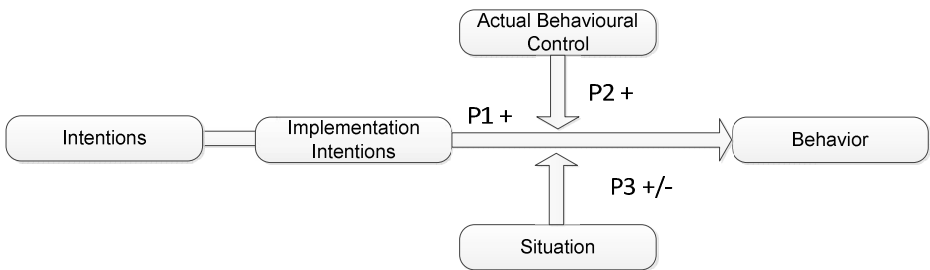 Actual Behavioural
Control
P1 +
P2 +
Intentions
Implementation
Intentions
Behavior
P3 +/-
Situation